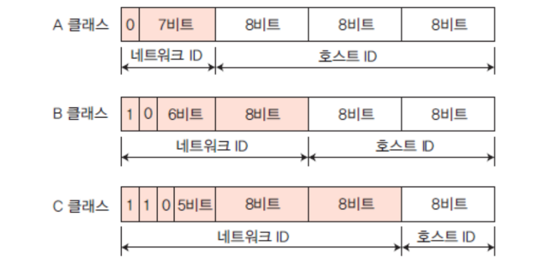 A 클래스 0 7비트 8비트 8비트 8비트
네트워크 ID 호스트 ID
B 클래스 1 0 6비트 8비트 8비트 8비트
네트워크 ID 호스트 ID
C 클래스 1 1 0 5비트 8비트 8비트 8비트
네트워크 ID 호스트 ID